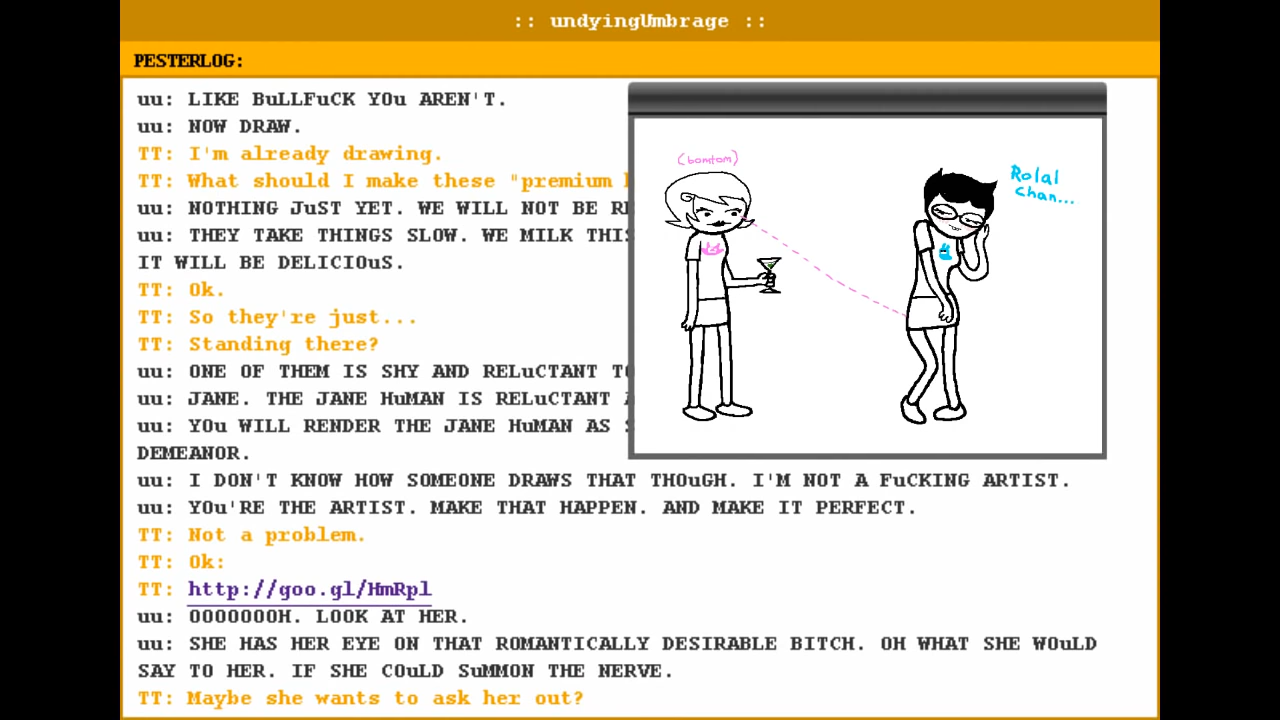 :: undyingUmbrage ::
PESTERLOG:
uu: LIKE BuLLFuCK YOu AREN'T.
uu: NOW DRAW.
TT: I'm already drawing.
TT: What should I make these "premium
uu: NOTHING JuST YET. WE WILL NOT BE
uu: THEY TAKE THINGS SLOW. WE MILK THIS
IT WILL BE DELICIOuS.
TT: Ok.
TT: So they're just...
TT: Standing there?
uu: ONE OF THEM IS SHY AND RELuCTANT TO
uu: JANE. THE JANE HuMAN IS RELuCTANT
uu: YOu WILL RENDER THE JANE HuMAN AS
DEMEANOR.
uu: I DON'T KNOW HOW SOMEONE DRAWS THAT THOuGH. I'M NOT A FuCKING ARTIST.
uu: YOu'RE THE ARTIST. MAKE THAT HAPPEN. AND MAKE IT PERFECT.
TT: Not a problem.
TT: Ok:
TT: http://goo.gl/HmRpl
uu: OOOOOOOH. LOOK AT HER.
uu: SHE HAS HER EYE ON THAT ROMANTICALLY DESIRABLE BITCH. OH WHAT SHE WOuLD
SAY TO HER. IF SHE COuLD SuMMON THE NERVE.
TT: Maybe she wants to ask her out?
(bomtom)
Rolal
chan...